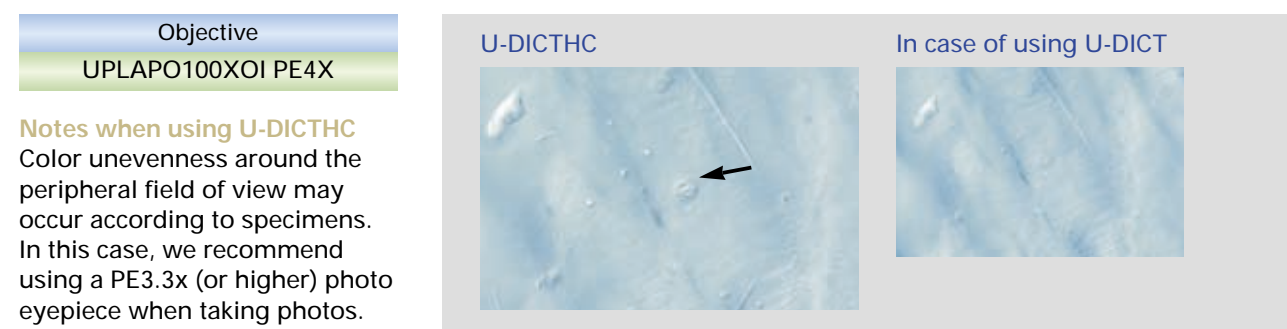 Objective
UPLAPO100XOI PE4X
Notes when using U-DICTHC
Color unevenness around the
peripheral field of view may
occur according to specimens.
In this case, we recommend
using a PE3.3x (or higher) photo
eyepiece when taking photos.
U-DICTHC
In case of using U-DICT